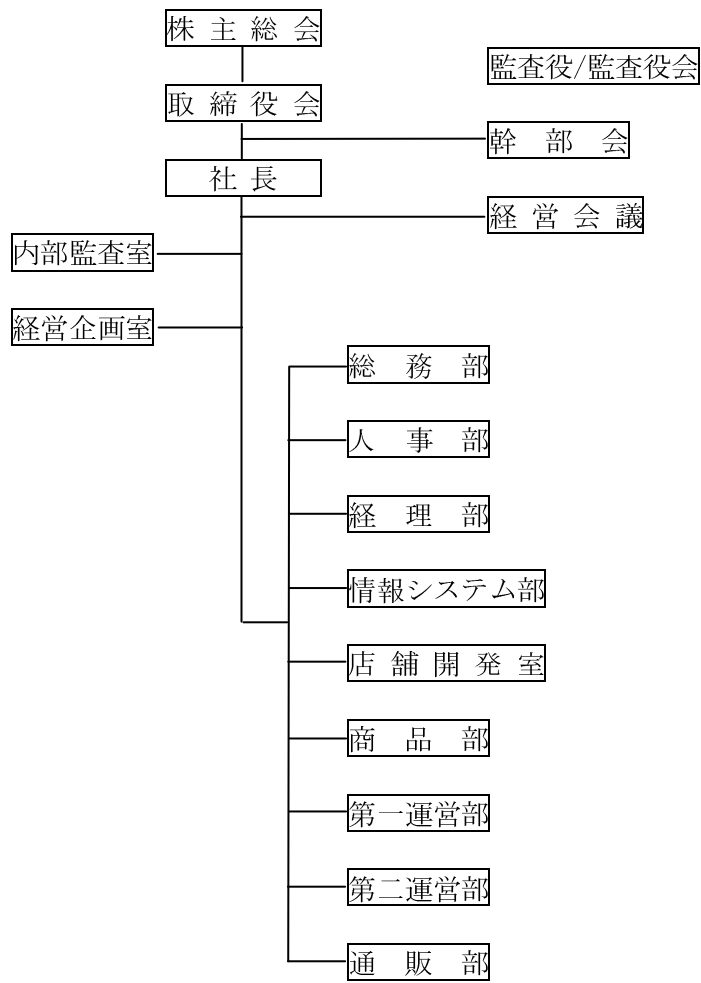 株主総会
監査役/監査役会
取締役会
幹部会
社長
経営会議
内部監査室
経営企画室
総務部
人事部
経理部
情報システム部
店舗開発室
商品部
第一運営部
第二運営部
通販部